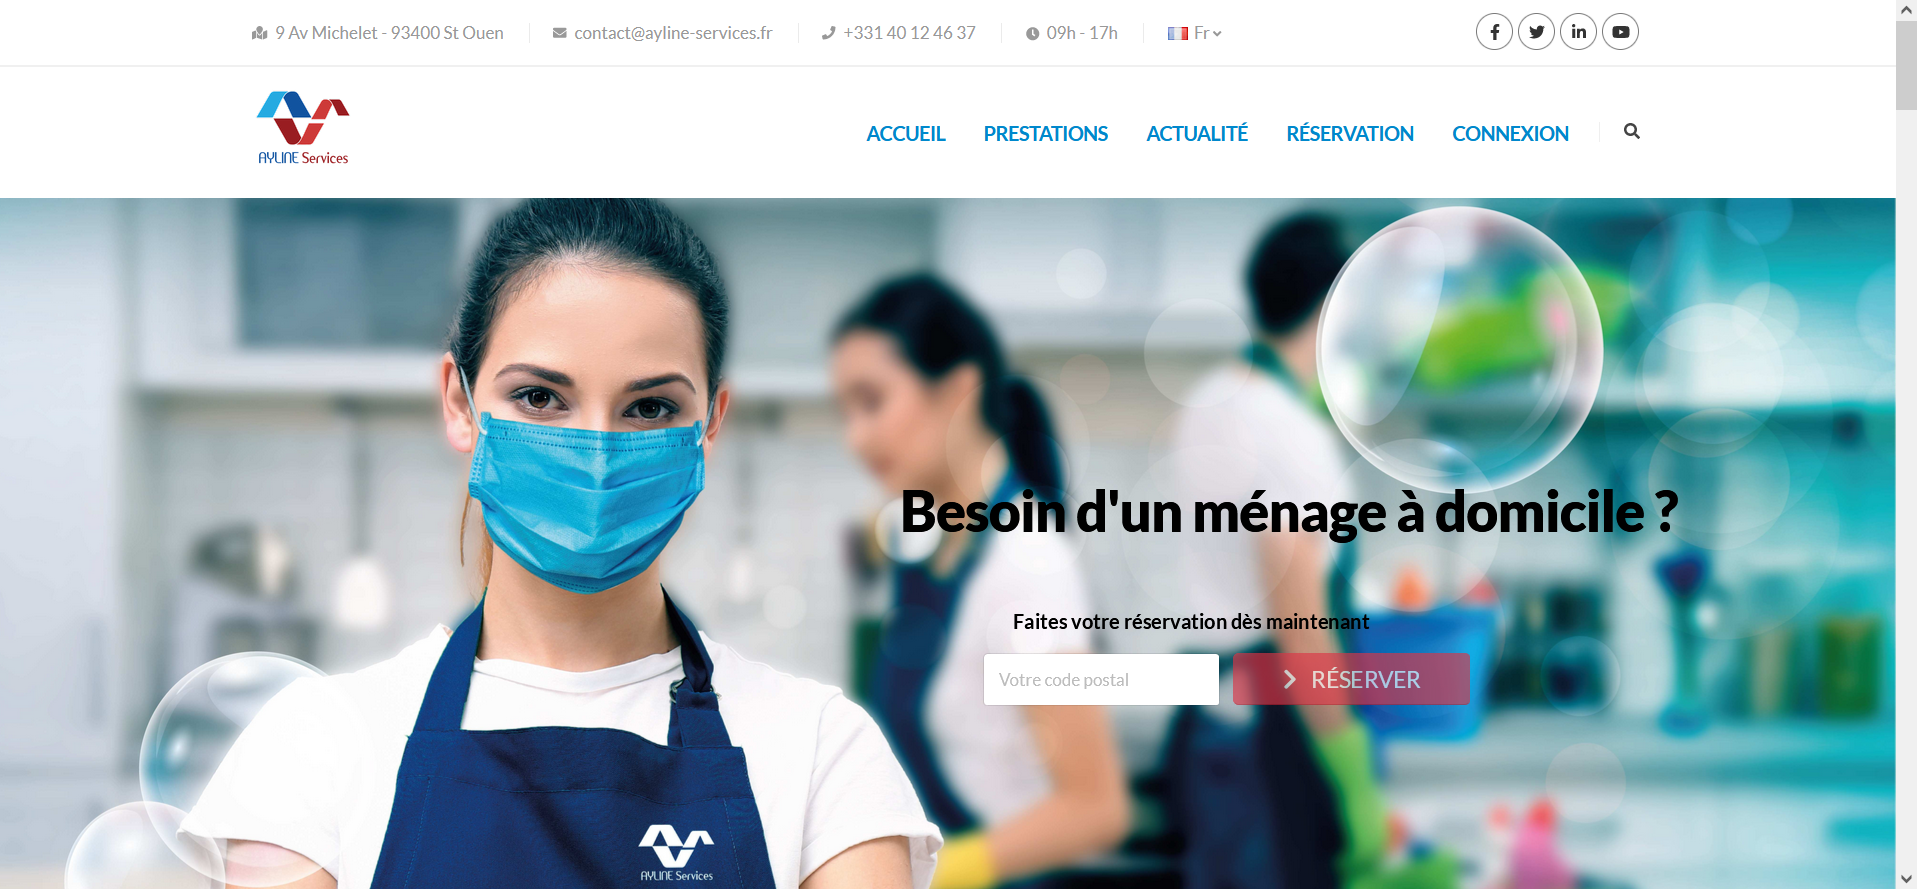 9 Av Michelet - 93400 St Ouen
contact@ayline-services.fr
+331 40 12 46 37
09h - 17h
Fr
AYLINE Services
ACCUEIL
PRESTATIONS
ACTUALITÉ
RÉSERVATION
CONNEXION
Besoin d'un ménage à domicile ?
Faites votre réservation dès maintenant
Votre code postal
RÉSERVER
AYLINE Services